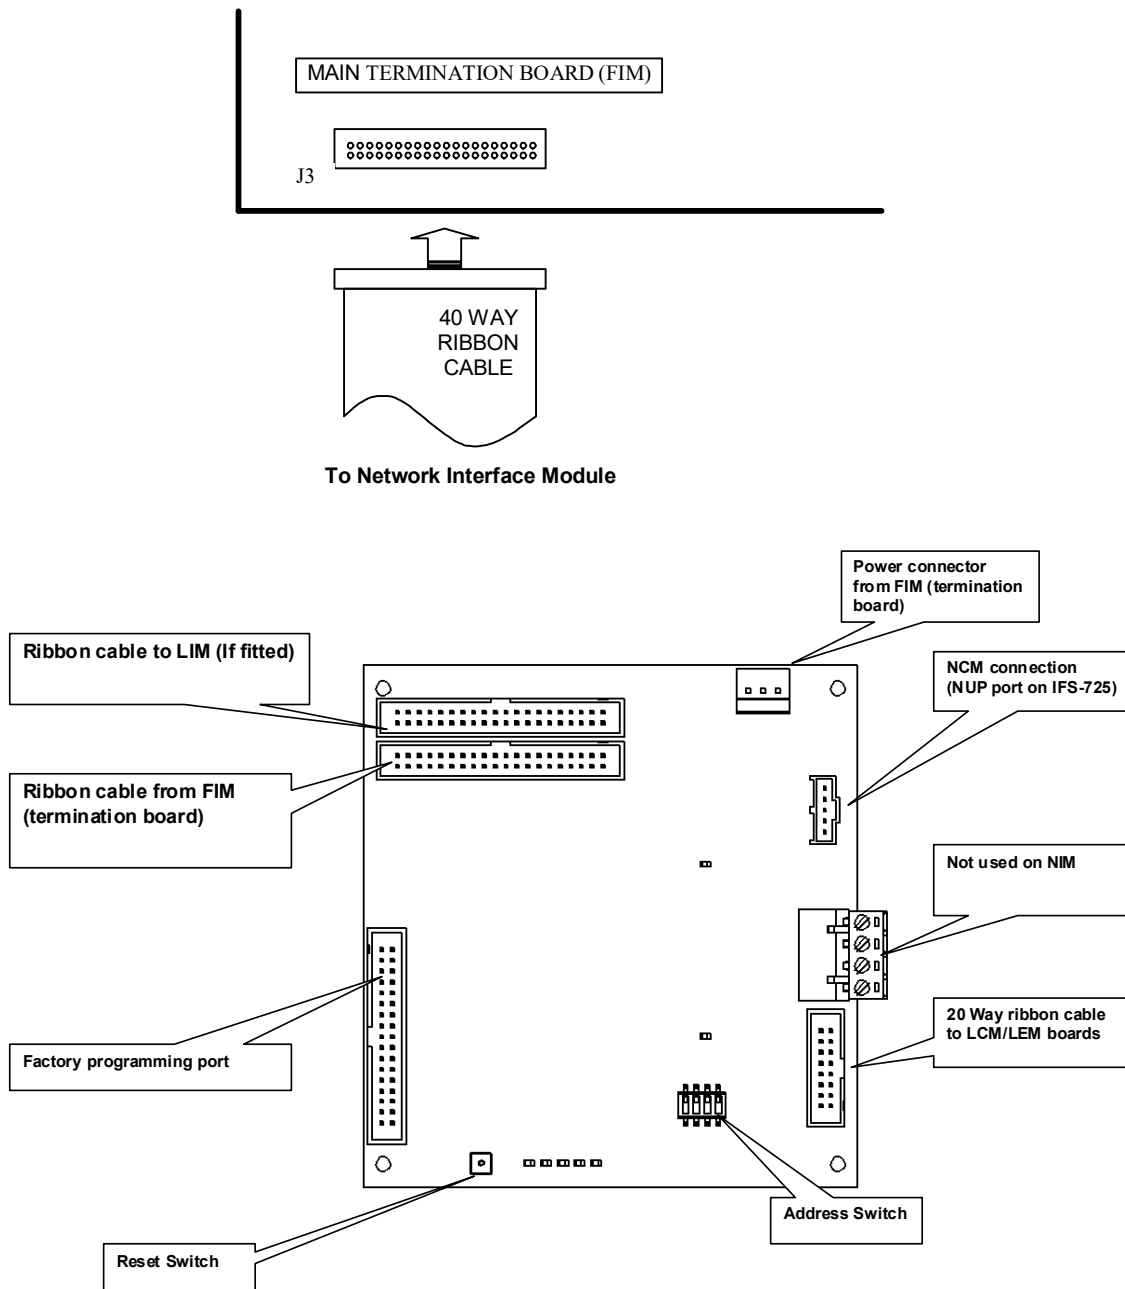 MAIN TERMINATION BOARD (FIM)
J3
40 WAY
RIBBON
CABLE
To Network Interface Module
Power connector
from FIM (termination
board)
Ribbon cable to LIM (If fitted)
NCM connection
(NUP port on IFS-725)
Ribbon cable from FIM
(termination board)
Not used on NIM
20 Way ribbon cable
to LCM/LEM boards
Factory programming port
Address Switch
Reset Switch